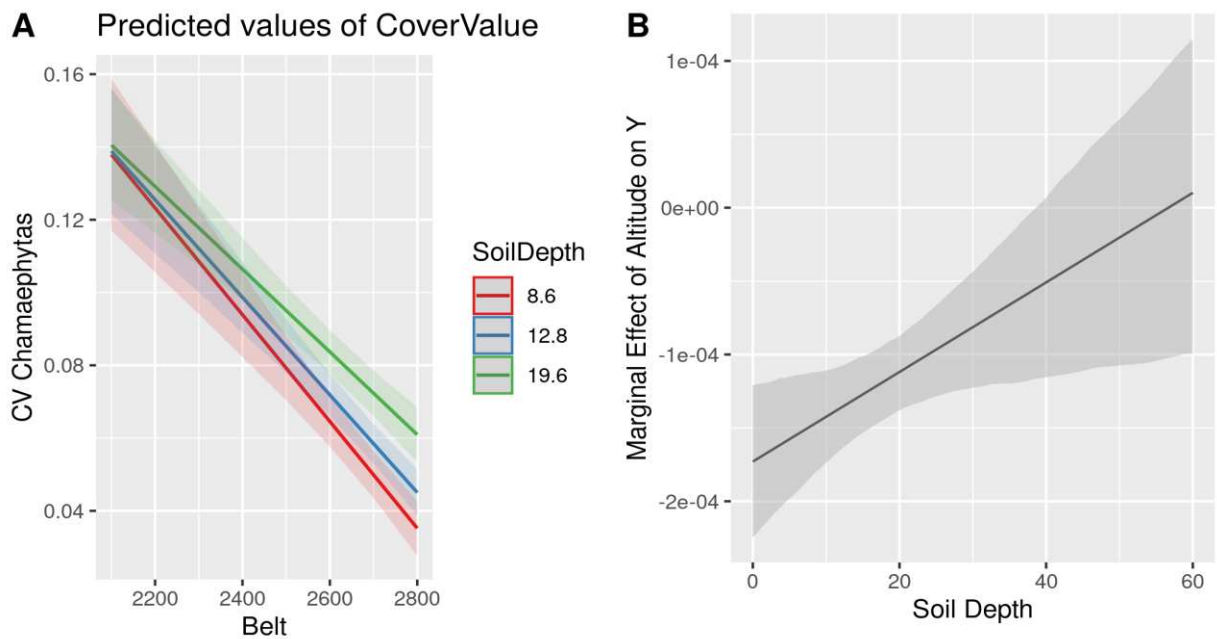 A
Predicted values of CoverValue
0.16
0.12
0.08
0.04
CV Chamaephytas
2200 2400 2600 2800
Belt
SoilDepth
8.6
12.8
19.6
B
1e-04
0e+00
-1e-04
-2e-04
Marginal Effect of Altitude on Y
0 20 40 60
Soil Depth